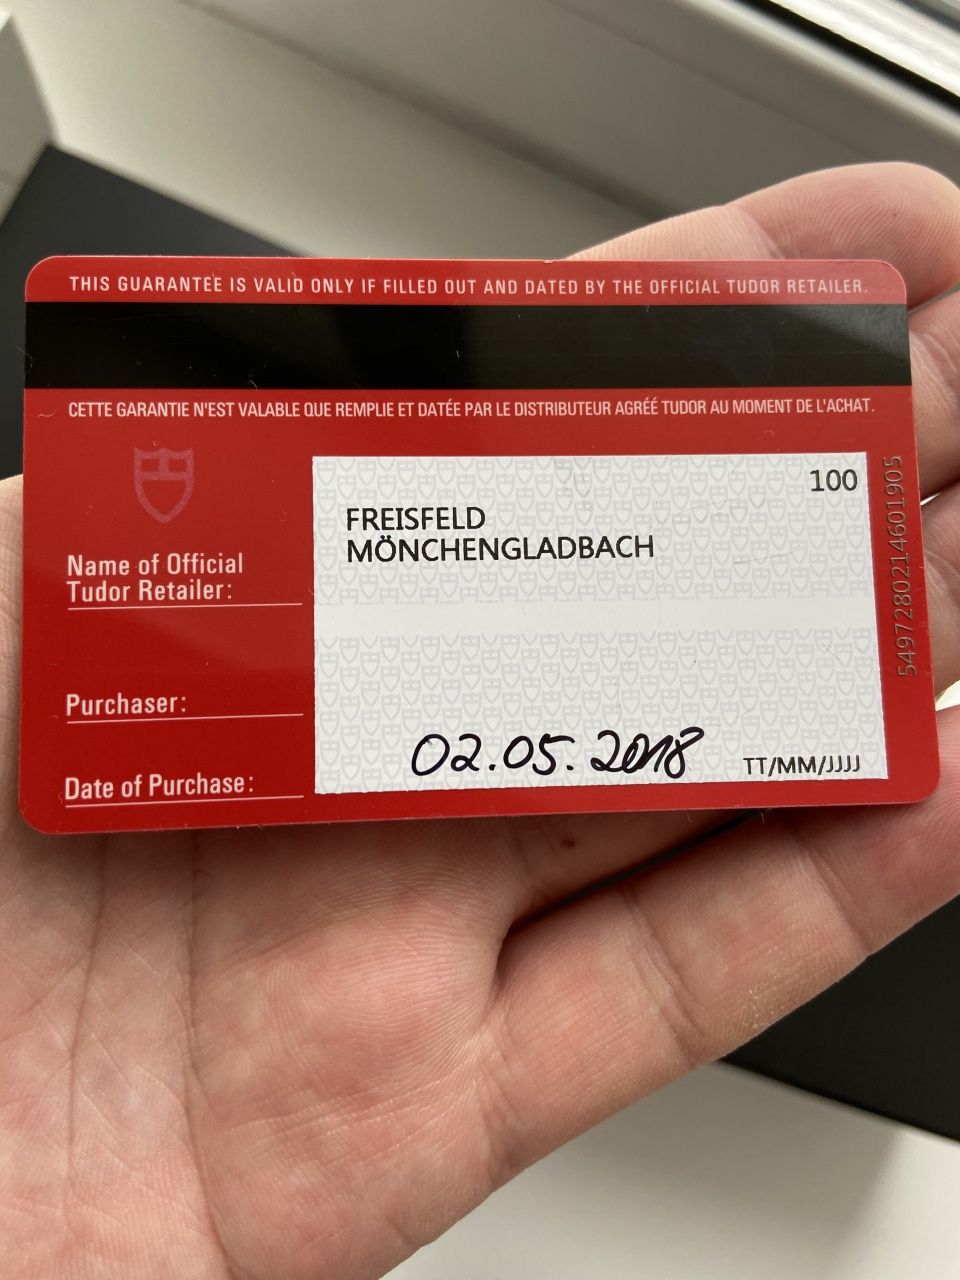 THIS GUARANTEE IS VALID ONLY IF FILLED OUT AND DATED BY THE OFFICIAL TUDOR RETAILER.
CETTE GARANTIE N'EST VALABLE QUE REMPLIE ET DATÉE PAR LE DISTRIBUTEUR AGRÉÉ TUDOR AU MOMENT DE L'ACHAT.
100
FREISFELD
MÖNCHENGLADBACH
Name of Official
Tudor Retailer:
Purchaser:
Date of Purchase:
02.05.2018
TT/MM/JJJJ
5497280214601905